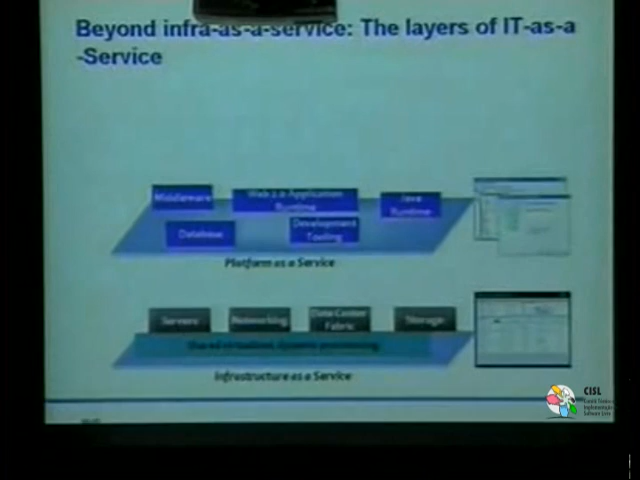 Beyond infra-as-a-service: The layers of IT-as-a
-Service
Middleware
Web 2.0 Application
Runtime
Java
Runtime
Database
Development
Tooling
Platform as a Service
Servers
Networking
Data Center
Fabric
Storage
Infrastructure as a Service
CISL